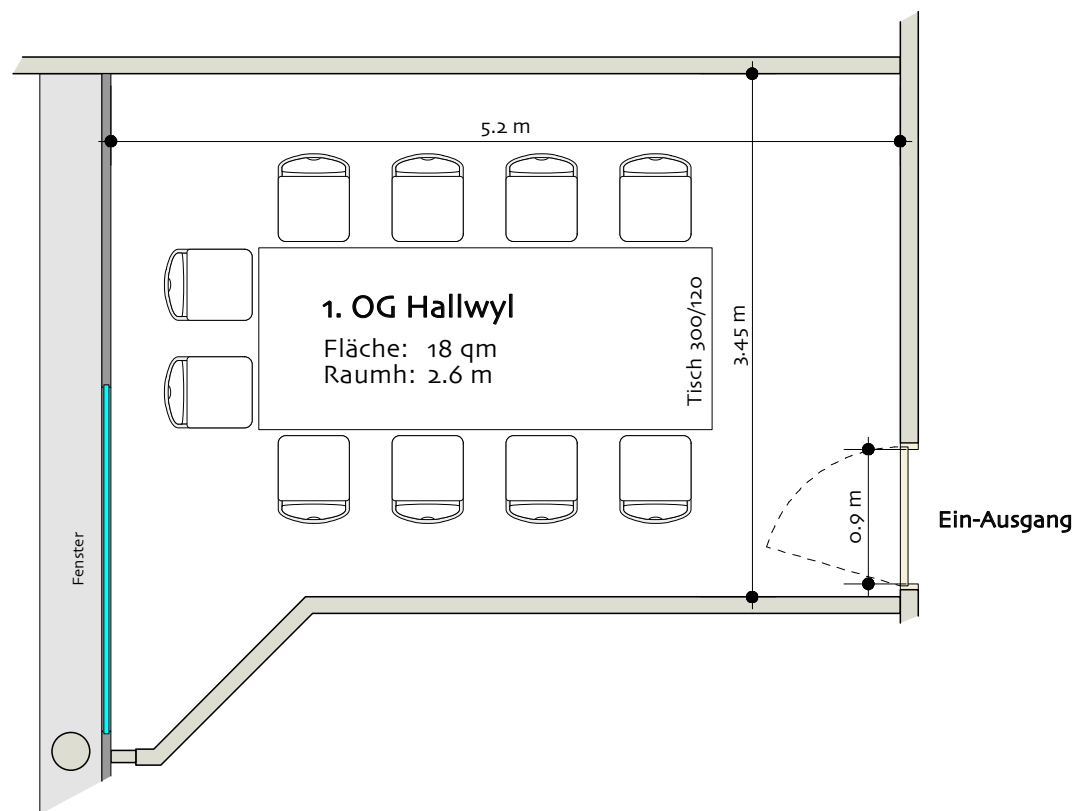 5.2 m
1. OG Hallwyl
Fläche: 18 qm
Raumh: 2.6 m
Tisch 300/120
3.45 m
0.9 m
Ein-Ausgang
Fenster